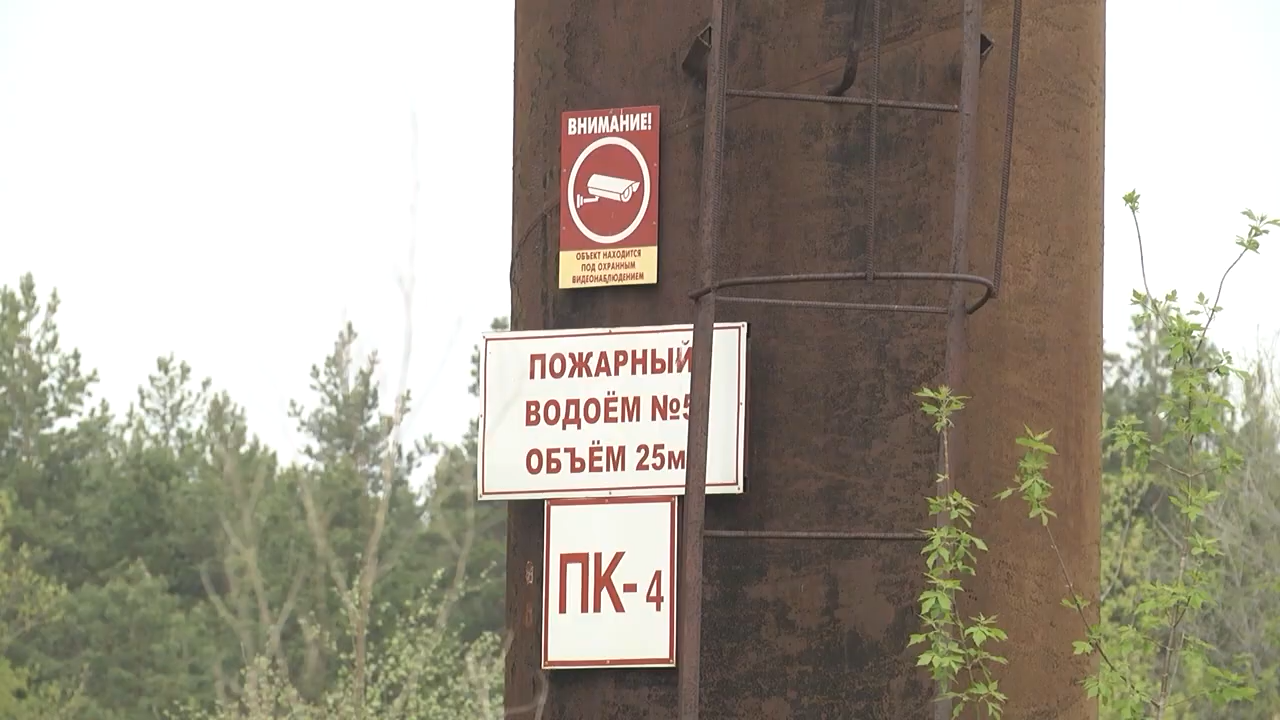 ВНИМАНИЕ!
ОБЪЕКТ НАХОДИТСЯ
ПОД ОХРАННЫМ
ВИДЕОНАБЛЮДЕНИЕМ
ПОЖАРНЫЙ
ВОДОЁМ №5
ОБЪЁМ 25м
ПК-4